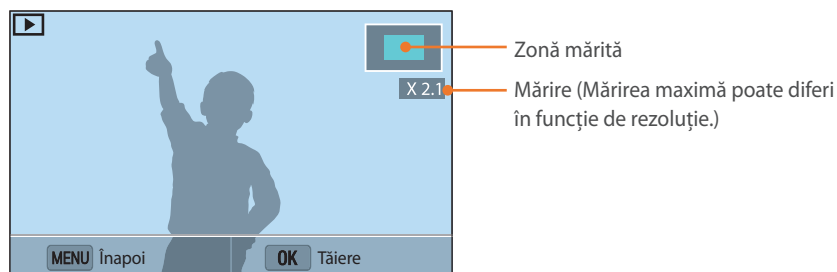 Zonă mărită
X 2.1
Mărire (Mărirea maximă poate diferi
în funcție de rezoluție.)
MENU Înapoi
OK Tăiere